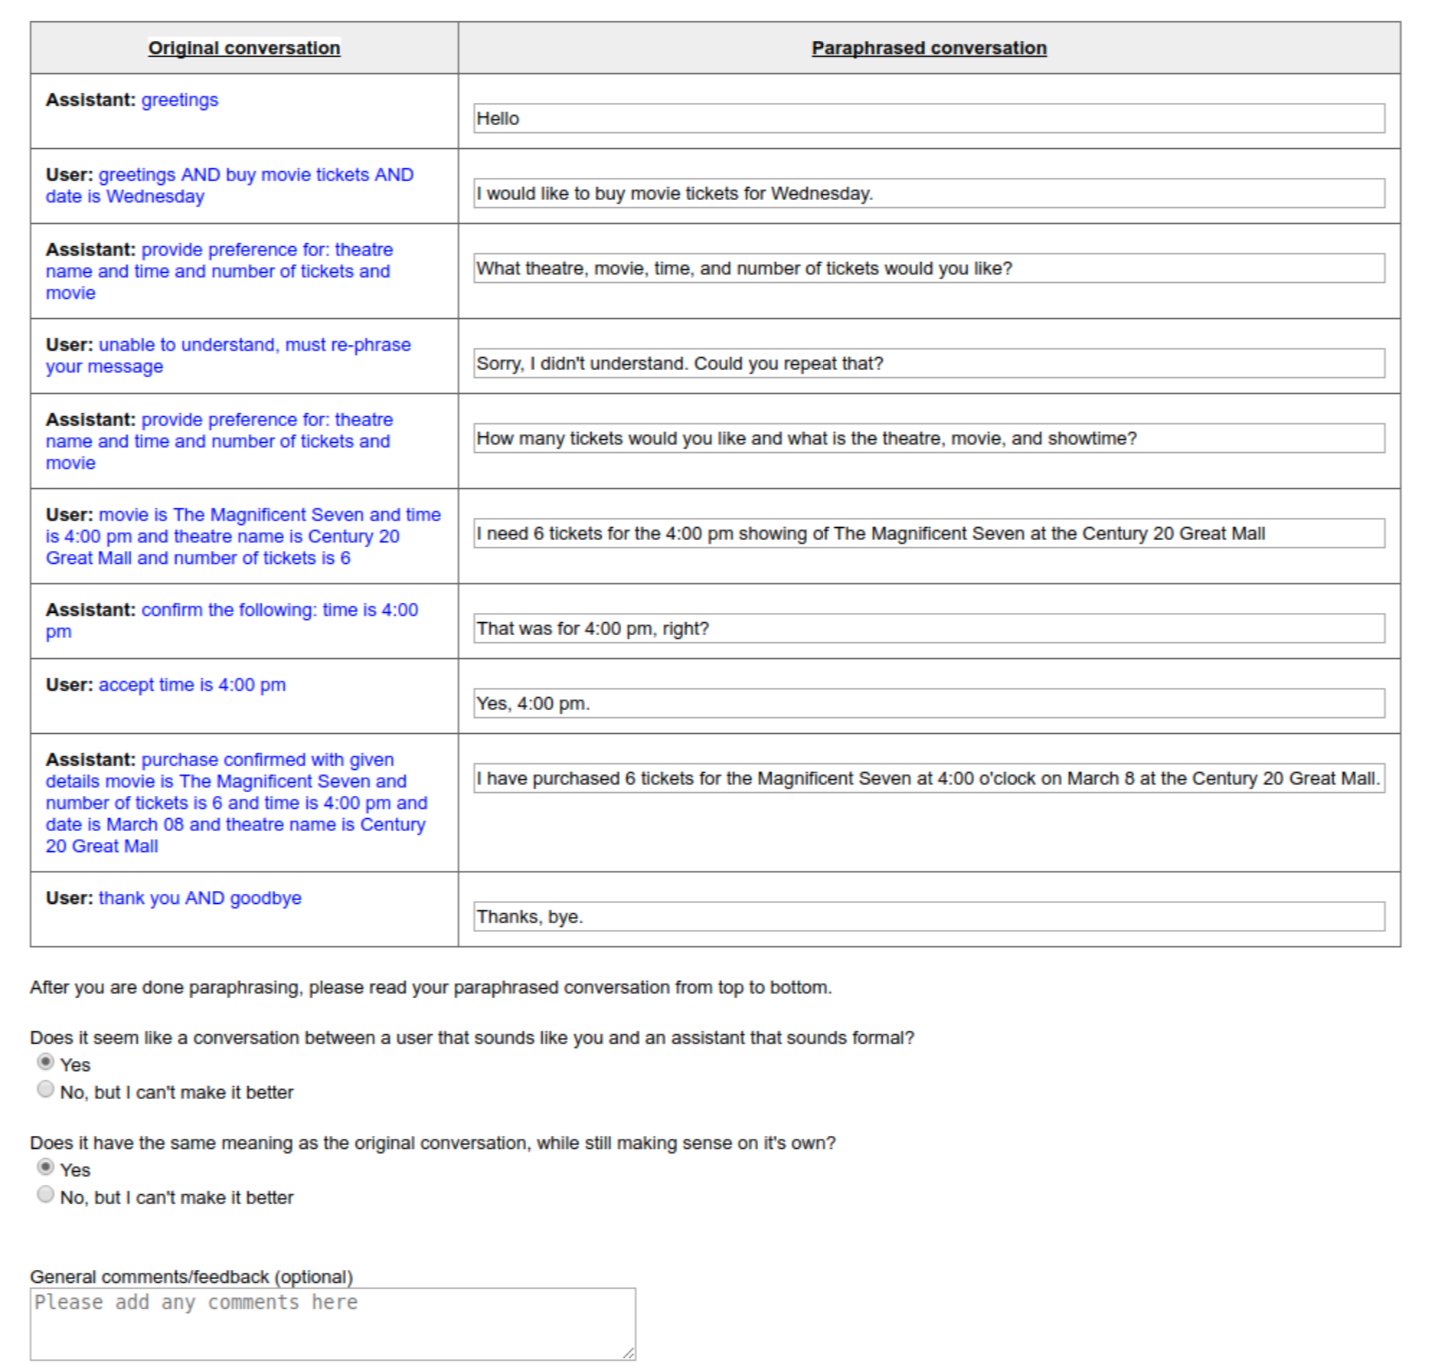 Original conversation
Paraphrased conversation
Assistant: greetings
Hello
User: greetings AND buy movie tickets AND
date is Wednesday
I would like to buy movie tickets for Wednesday.
Assistant: provide preference for: theatre
name and time and number of tickets and
movie
What theatre, movie, time, and number of tickets would you like?
User: unable to understand, must re-phrase
your message
Sorry, I didn't understand. Could you repeat that?
Assistant: provide preference for: theatre
name and time and number of tickets and
movie
How many tickets would you like and what is the theatre, movie, and showtime?
User: movie is The Magnificent Seven and time
is 4:00 pm and theatre name is Century 20
Great Mall and number of tickets is 6
I need 6 tickets for the 4:00 pm showing of The Magnificent Seven at the Century 20 Great Mall
Assistant: confirm the following: time is 4:00
pm
That was for 4:00 pm, right?
User: accept time is 4:00 pm
Yes, 4:00 pm.
Assistant: purchase confirmed with given
details movie is The Magnificent Seven and
number of tickets is 6 and time is 4:00 pm and
date is March 08 and theatre name is Century
20 Great Mall
I have purchased 6 tickets for the Magnificent Seven at 4:00 o'clock on March 8 at the Century 20 Great Mall.
User: thank you AND goodbye
Thanks, bye.
After you are done paraphrasing, please read your paraphrased conversation from top to bottom.
Does it seem like a conversation between a user that sounds like you and an assistant that sounds formal?
Yes
No, but I can't make it better
Does it have the same meaning as the original conversation, while still making sense on it's own?
Yes
No, but I can't make it better
General comments/feedback (optional)
Please add any comments here